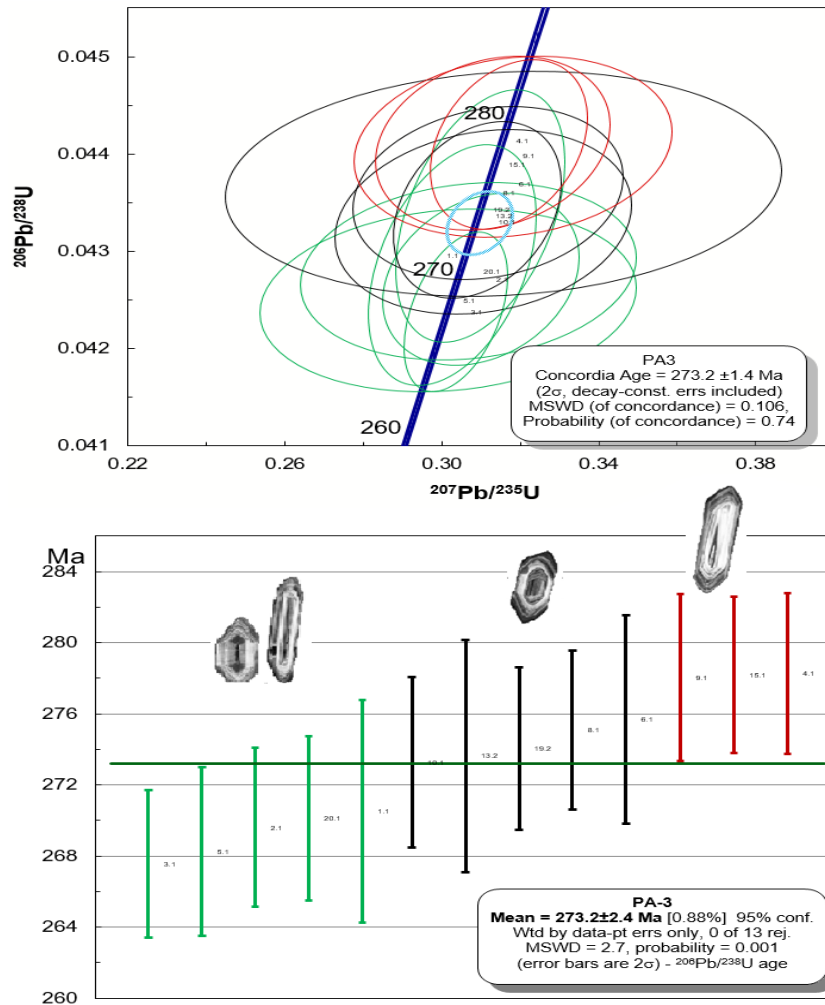 0.045
280
4.1
0.044
9.1
15.1
6.1
8.1
19.2
13.2
²⁰⁶Pb/²³⁸U
0.043
1.1
270
20.1
5.1
3.1
0.042
PA3
Concordia Age = 273.2 ±1.4 Ma
(2σ, decay-const. errs included)
MSWD (of concordance) = 0.106,
Probability (of concordance) = 0.74
260
0.041
0.22 0.26 0.30 0.34 0.38
²⁰⁷Pb/²³⁵U
Ma
284
280
276
9.1 15.1 4.1
6.1
8.1
13.2 19.2
272
20.1 1.1
2.1
5.1
3.1
268
264
PA-3
Mean = 273.2±2.4 Ma [0.88%] 95% conf.
Wtd by data-pt errs only, 0 of 13 rej.
MSWD = 2.7, probability = 0.001
(error bars are 2σ) - ²⁰⁶Pb/²³⁸U age
260